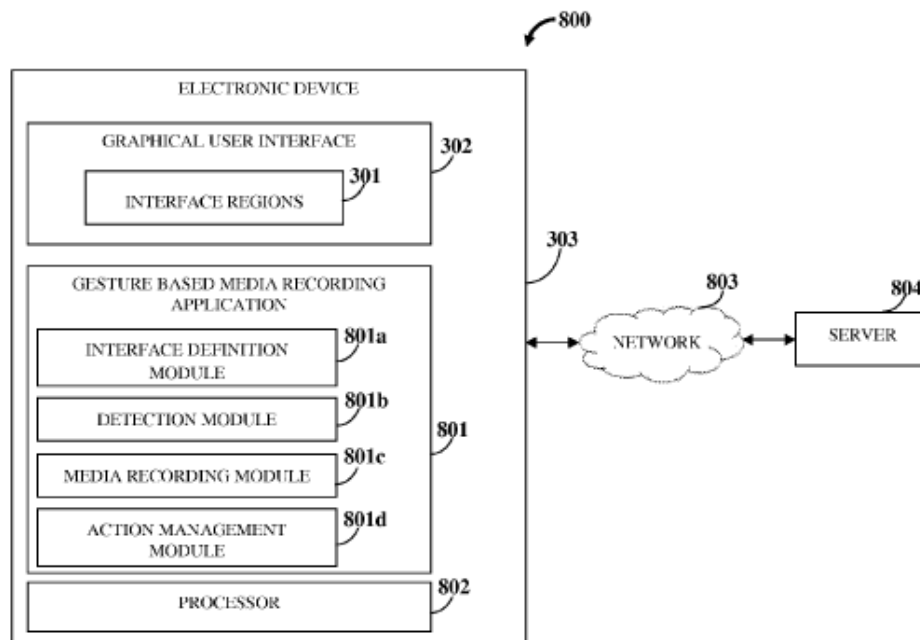 800
ELECTRONIC DEVICE
GRAPHICAL USER INTERFACE
302
301
INTERFACE REGIONS
303
GESTURE BASED MEDIA RECORDING
APPLICATION
801a
INTERFACE DEFINITION
MODULE
801b
DETECTION MODULE
801
801c
MEDIA RECORDING MODULE
801d
ACTION MANAGEMENT
MODULE
802
PROCESSOR
803
NETWORK
804
SERVER